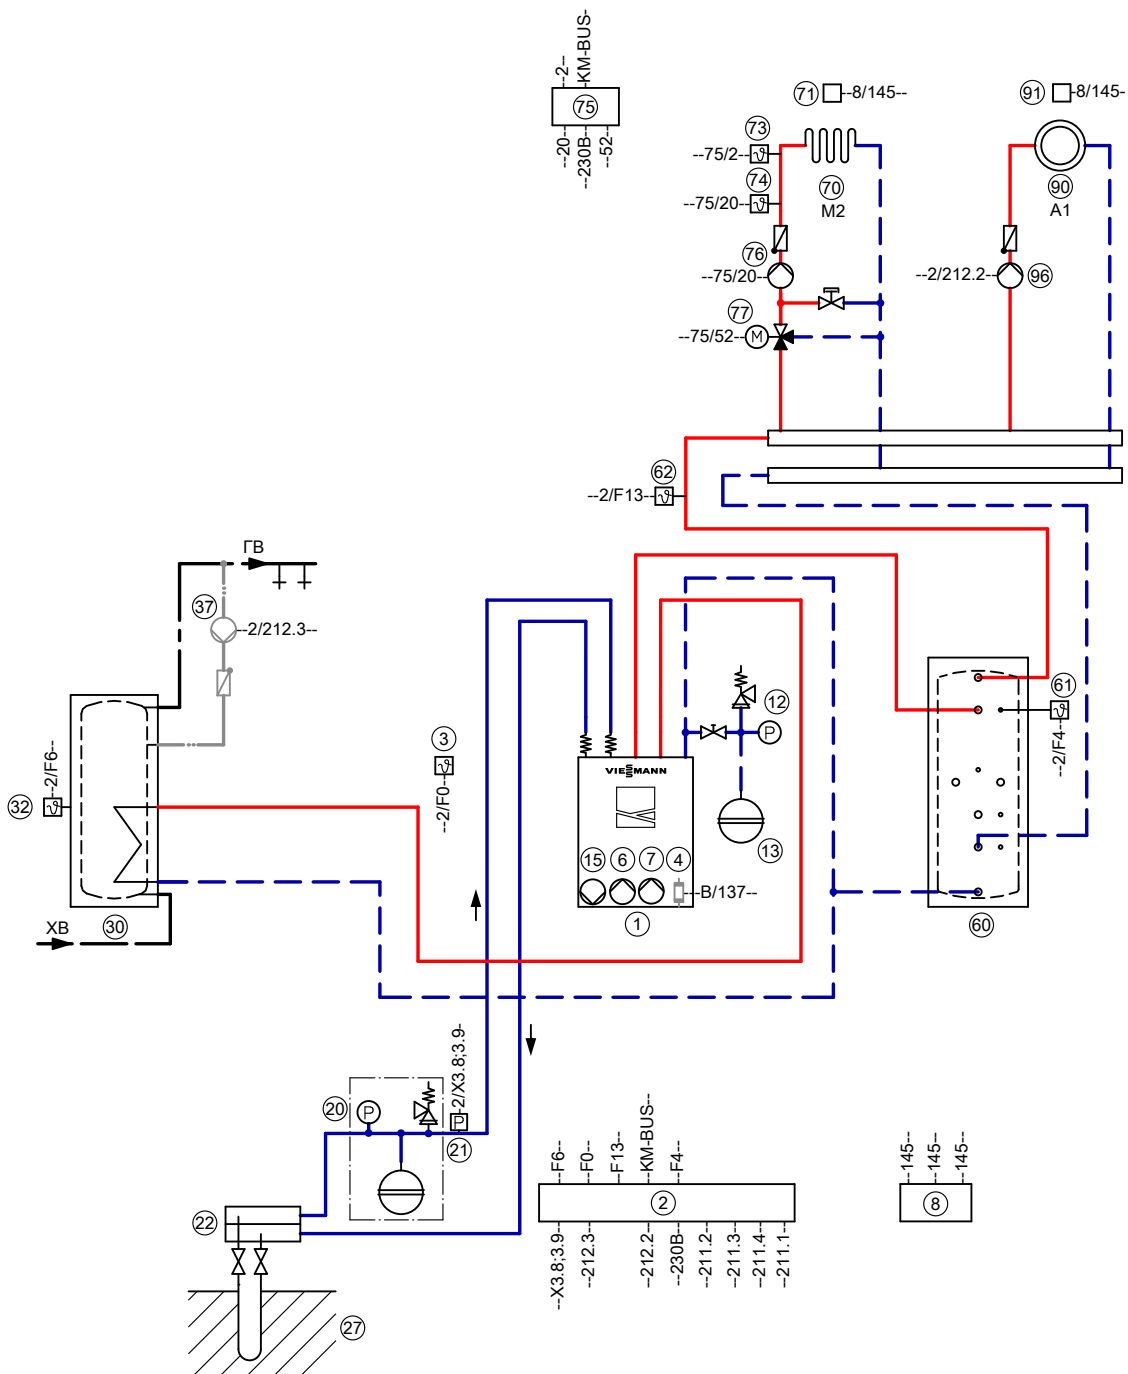 --2--
KM-BUS-
75
--20--
--230B--
--52--
71
--8/145--
91
-8/145-
73
--75/2--
74
--75/20--
70
M2
90
A1
76
--75/20--
--2/212.2--
96
77
--75/52--
M
62
--2/F13--
ГВ
37
--2/212.3--
61
--2/F4--
12
P
3
--2/F0--
--2/F6--
32
VIESMANN
13
15
6
7
4
---B/137--
1
30
60
ХВ
20
P
--2/X3.8;3.9-
P
21
22
27
--F6--
--F0--
--F13--
--KM-BUS--
--F4--
2
--X3.8;3.9--
--212.3--
--212.2--
--230B--
--211.2--
--211.3--
--211.4--
--211.1--
--145--
--145--
--145--
8